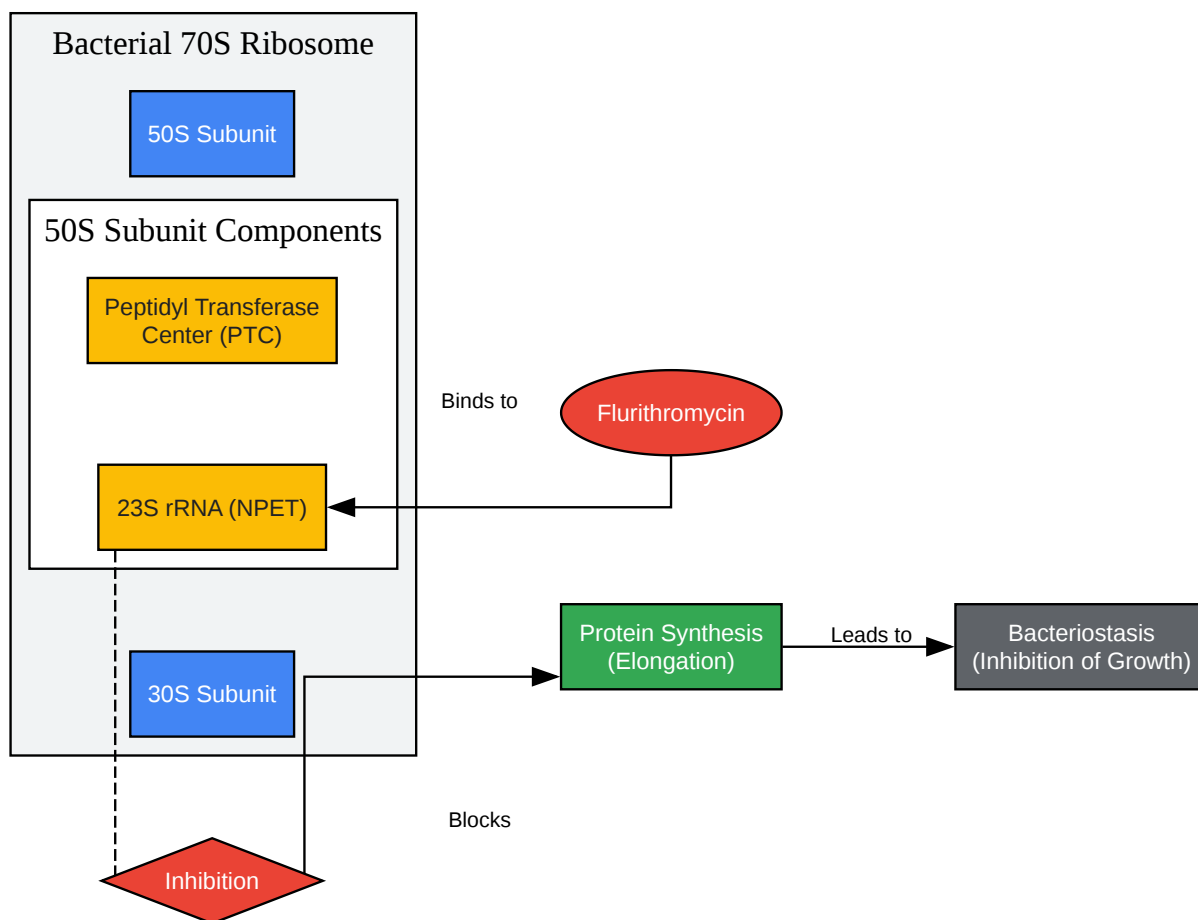 Bacterial 70S Ribosome
50S Subunit
50S Subunit Components
Peptidyl Transferase
Center (PTC)
Binds to
Flurithromycin
23S rRNA (NPET)
Protein Synthesis
(Elongation)
Leads to
Bacteriostasis
(Inhibition of Growth)
30S Subunit
Blocks
Inhibition